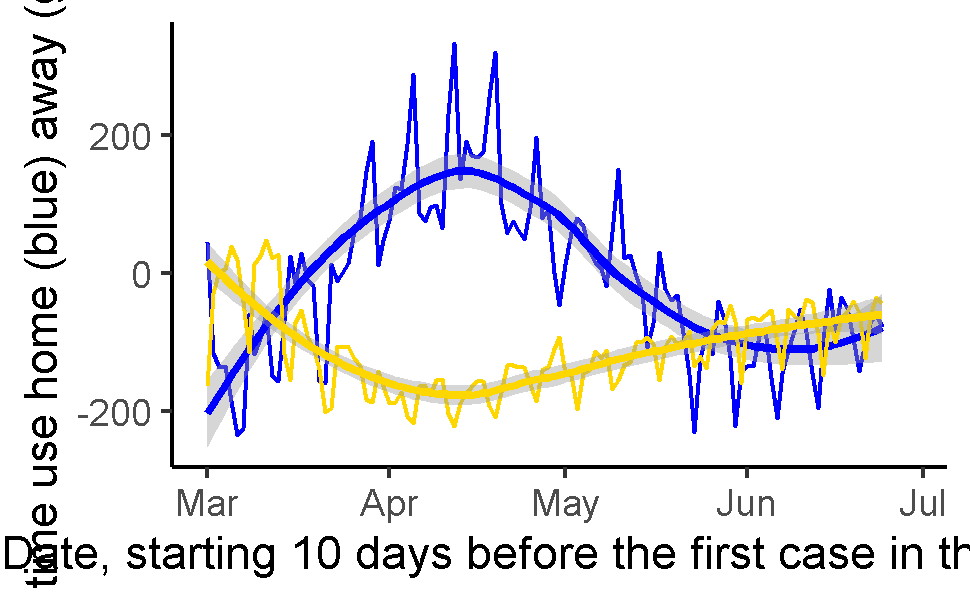 time use home (blue) away (
200
0
-200
Mar Apr May Jun Jul
Date, starting 10 days before the first case in